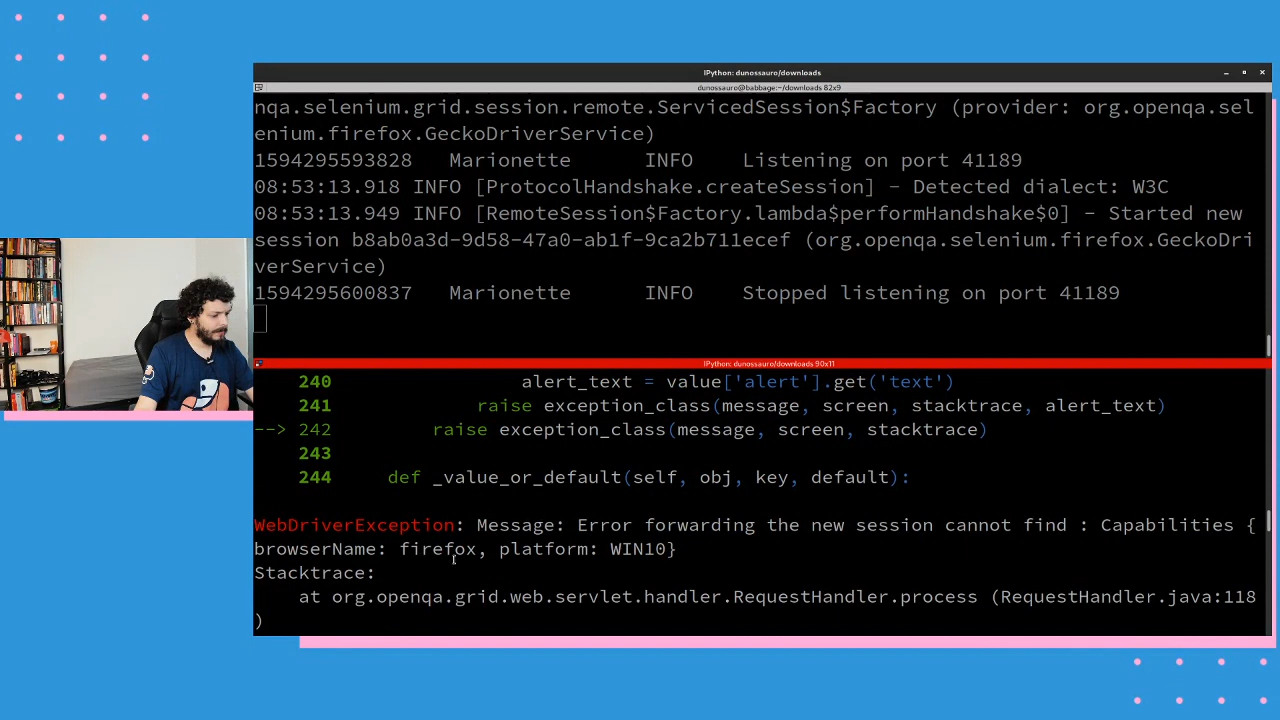 IPython: dunossauro/downloads
dunossauro@babbage:~/downloads 82x9
nqa.selenium.grid.session.remote.ServicedSession$Factory (provider: org.openqa.sel
enium.firefox.GeckoDriverService)
1594295593828   Marionette      INFO    Listening on port 41189
08:53:13.918 INFO [ProtocolHandshake.createSession] - Detected dialect: W3C
08:53:13.949 INFO [RemoteSession$Factory.lambda$performHandshake$0] - Started new
session b8ab0a3d-9d58-47a0-ab1f-9ca2b711ecef (org.openqa.selenium.firefox.GeckoDri
verService)
1594295600837   Marionette      INFO    Stopped listening on port 41189
IPython: dunossauro/downloads 90x11
240                 alert_text = value['alert'].get('text')
241             raise exception_class(message, screen, stacktrace, alert_text)
--> 242         raise exception_class(message, screen, stacktrace)
243
244     def _value_or_default(self, obj, key, default):
WebDriverException: Message: Error forwarding the new session cannot find : Capabilities {
browserName: firefox, platform: WIN10}
Stacktrace:
    at org.openqa.grid.web.servlet.handler.RequestHandler.process (RequestHandler.java:118
)